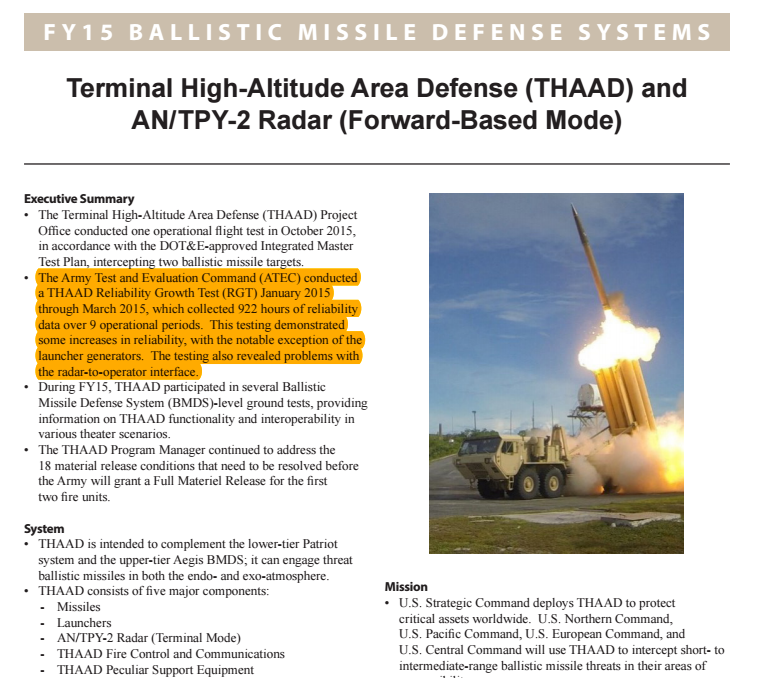 FY15 BALLISTIC MISSILE DEFENSE SYSTEMS
Terminal High-Altitude Area Defense (THAAD) and
AN/TPY-2 Radar (Forward-Based Mode)
Executive Summary
• The Terminal High-Altitude Area Defense (THAAD) Project
Office conducted one operational flight test in October 2015,
in accordance with the DOT&E-approved Integrated Master
Test Plan, intercepting two ballistic missile targets.
• The Army Test and Evaluation Command (ATEC) conducted
a THAAD Reliability Growth Test (RGT) January 2015
through March 2015, which collected 922 hours of reliability
data over 9 operational periods. This testing demonstrated
some increases in reliability, with the notable exception of the
launcher generators. The testing also revealed problems with
the radar-to-operator interface.
• During FY15, THAAD participated in several Ballistic
Missile Defense System (BMDS)-level ground tests, providing
information on THAAD functionality and interoperability in
various theater scenarios.
• The THAAD Program Manager continued to address the
18 material release conditions that need to be resolved before
the Army will grant a Full Materiel Release for the first
two fire units.
System
• THAAD is intended to complement the lower-tier Patriot
system and the upper-tier Aegis BMDS; it can engage threat
ballistic missiles in both the endo- and exo-atmosphere.
• THAAD consists of five major components:
- Missiles
- Launchers
- AN/TPY-2 Radar (Terminal Mode)
- THAAD Fire Control and Communications
- THAAD Peculiar Support Equipment
Mission
• U.S. Strategic Command deploys THAAD to protect
critical assets worldwide. U.S. Northern Command,
U.S. Pacific Command, U.S. European Command, and
U.S. Central Command will use THAAD to intercept short- to
intermediate-range ballistic missile threats in their areas of